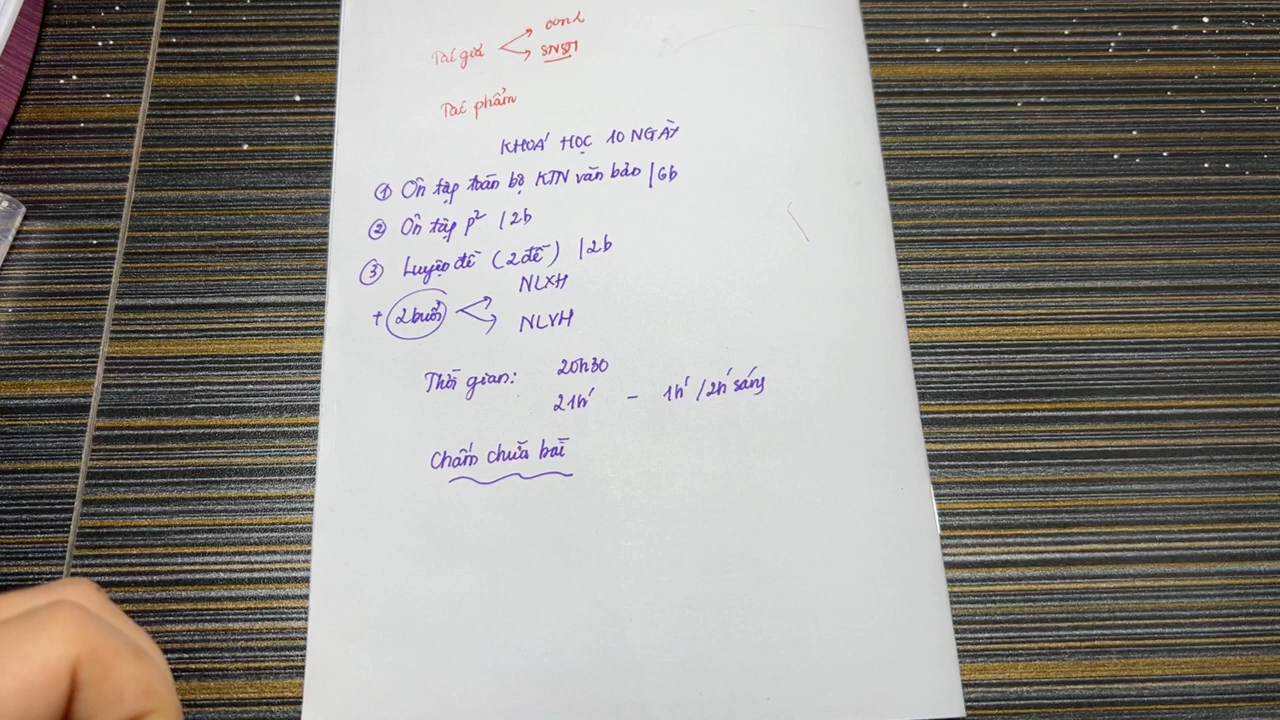 Tác giả
con đ
SNST
Tác phẩm
KHOÁ HỌC 10 NGÀY
① Ôn tập toàn bộ KTN văn bản / 6b
② Ôn tập p² / 2b
③ Luyện đề (2 đề) / 2b
+ 2 buổi
NLXH
NLVH
Thời gian: 20h30
21h - 1h / 2h sáng
Chấm chữa bài